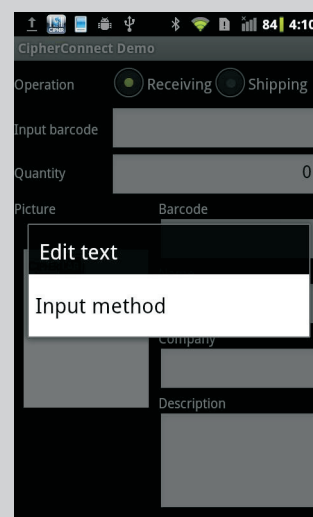 84 4:10
CipherConnect Demo
Operation Receiving Shipping
Input barcode
Quantity 0
Picture Barcode
Edit text
Input method
Company
Description